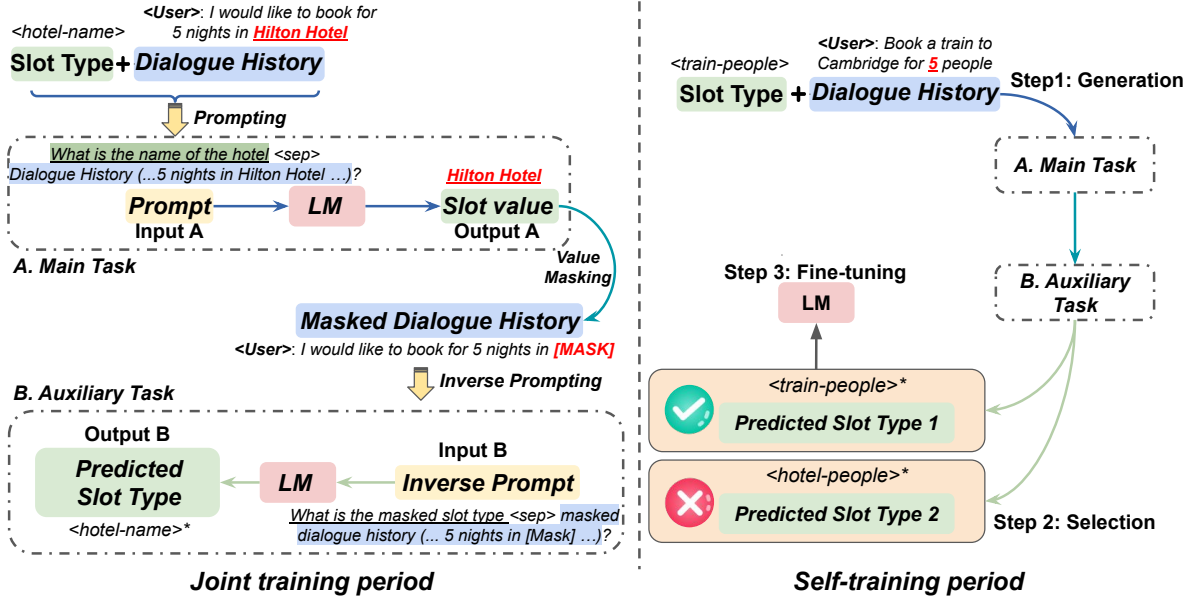 <User>: I would like to book for
5 nights in Hilton Hotel
<hotel-name>
Slot Type + Dialogue History
Prompting
What is the name of the hotel <sep>
Dialogue History (...5 nights in Hilton Hotel ...)?
Hilton Hotel
Prompt
LM
Slot value
Input A
Output A
A. Main Task
Value
Masking
Masked Dialogue History
<User>: I would like to book for 5 nights in [MASK]
Inverse Prompting
B. Auxiliary Task
Output B
Predicted
Slot Type
<hotel-name>*
LM
Input B
Inverse Prompt
What is the masked slot type <sep> masked
dialogue history (... 5 nights in [Mask] ...)?
Joint training period
<User>: Book a train to
Cambridge for 5 people
<train-people>
Slot Type + Dialogue History
Step1: Generation
A. Main Task
B. Auxiliary
Task
Step 3: Fine-tuning
LM
<train-people>*
Predicted Slot Type 1
<hotel-people>*
Predicted Slot Type 2
Step 2: Selection
Self-training period